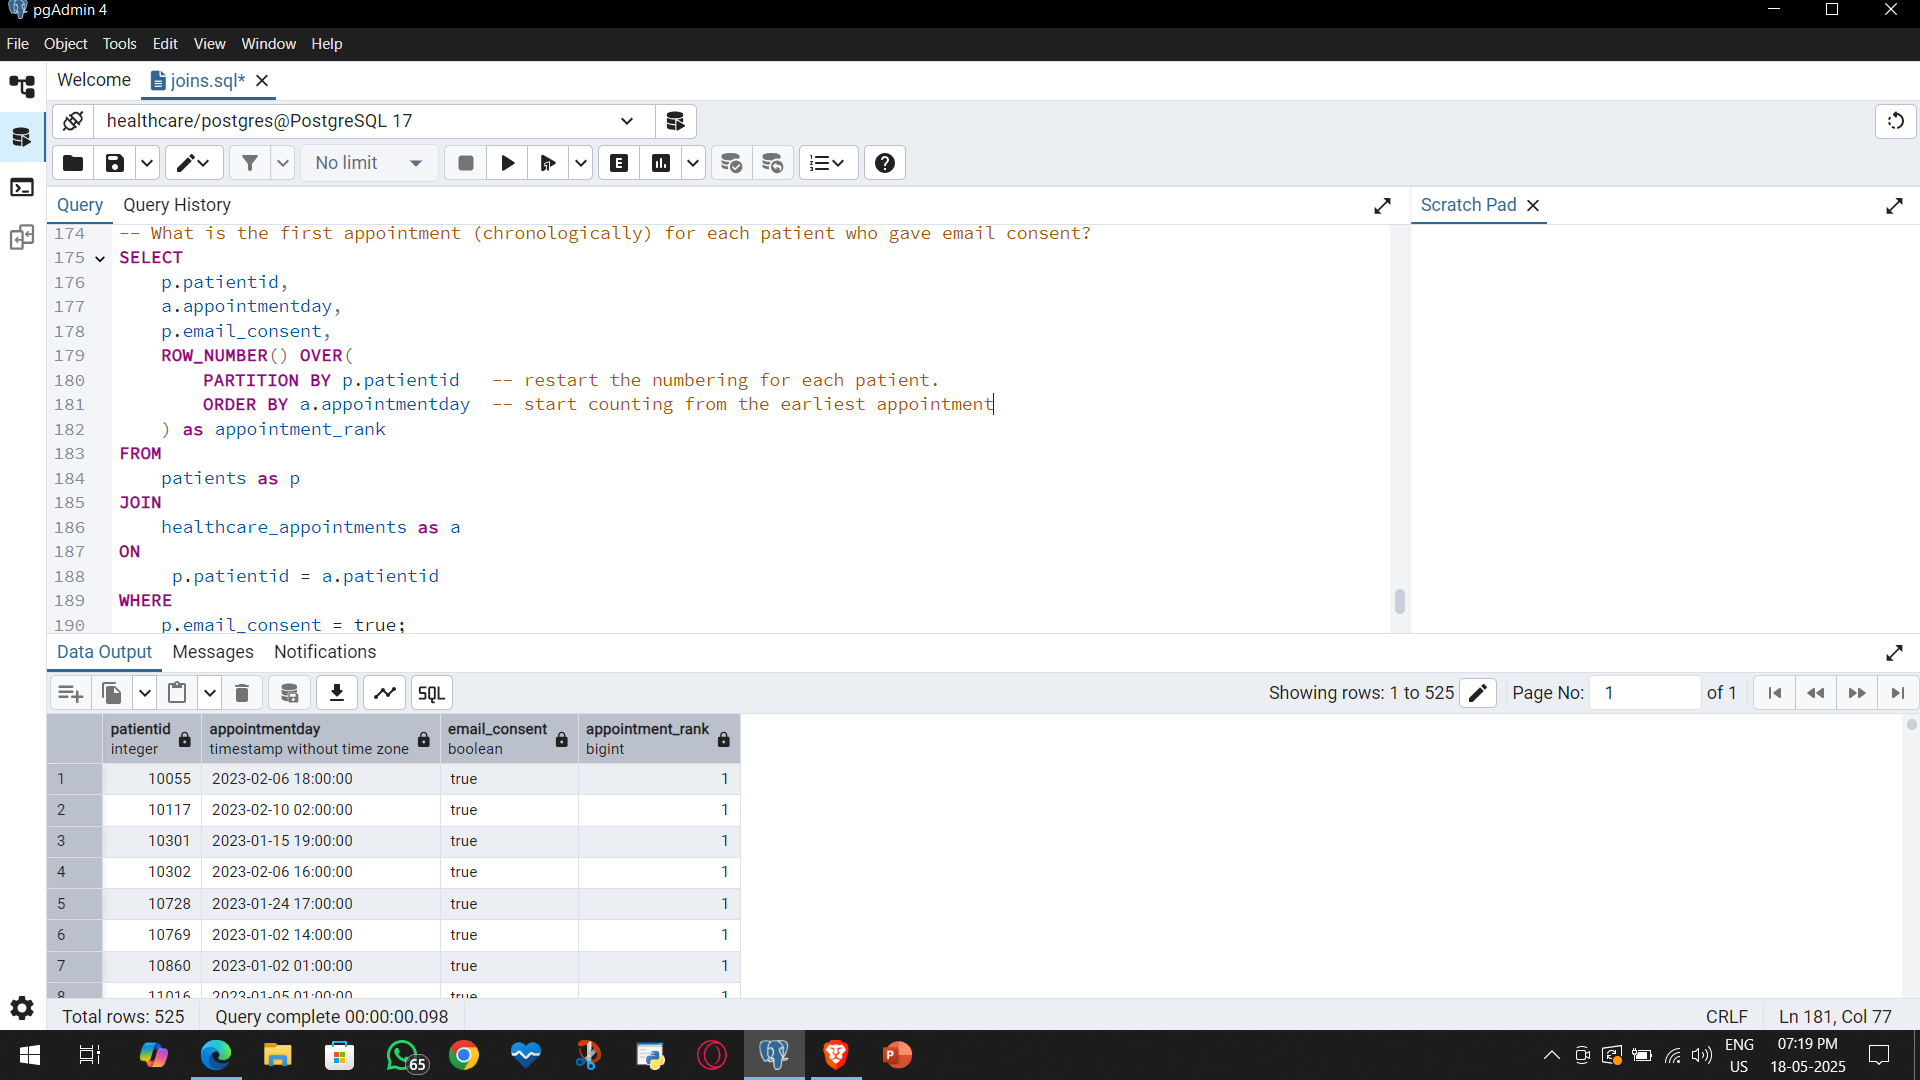 pgAdmin 4
File Object Tools Edit View Window Help
Welcome joins.sql*
healthcare/postgres@PostgreSQL 17
No limit
E
Query Query History
Scratch Pad
174 -- What is the first appointment (chronologically) for each patient who gave email consent?
175 SELECT
176 p.patientid,
177 a.appointmentday,
178 p.email_consent,
179 ROW_NUMBER() OVER(
180 PARTITION BY p.patientid -- restart the numbering for each patient.
181 ORDER BY a.appointmentday -- start counting from the earliest appointment
182 ) as appointment_rank
183 FROM
184 patients as p
185 JOIN
186 healthcare_appointments as a
187 ON
188 p.patientid = a.patientid
189 WHERE
190 p.email_consent = true;
Data Output Messages Notifications
SQL Showing rows: 1 to 525 Page No: 1 of 1
patientid appointmentday email_consent appointment_rank
integer timestamp without time zone boolean bigint
1 10055 2023-02-06 18:00:00 true 1
2 10117 2023-02-10 02:00:00 true 1
3 10301 2023-01-15 19:00:00 true 1
4 10302 2023-02-06 16:00:00 true 1
5 10728 2023-01-24 17:00:00 true 1
6 10769 2023-01-02 14:00:00 true 1
7 10860 2023-01-02 01:00:00 true 1
8 11016 2023-01-05 01:00:00 true 1
Total rows: 525 Query complete 00:00:00.098 CRLF Ln 181, Col 77
65
P
ENG
US
07:19 PM
18-05-2025